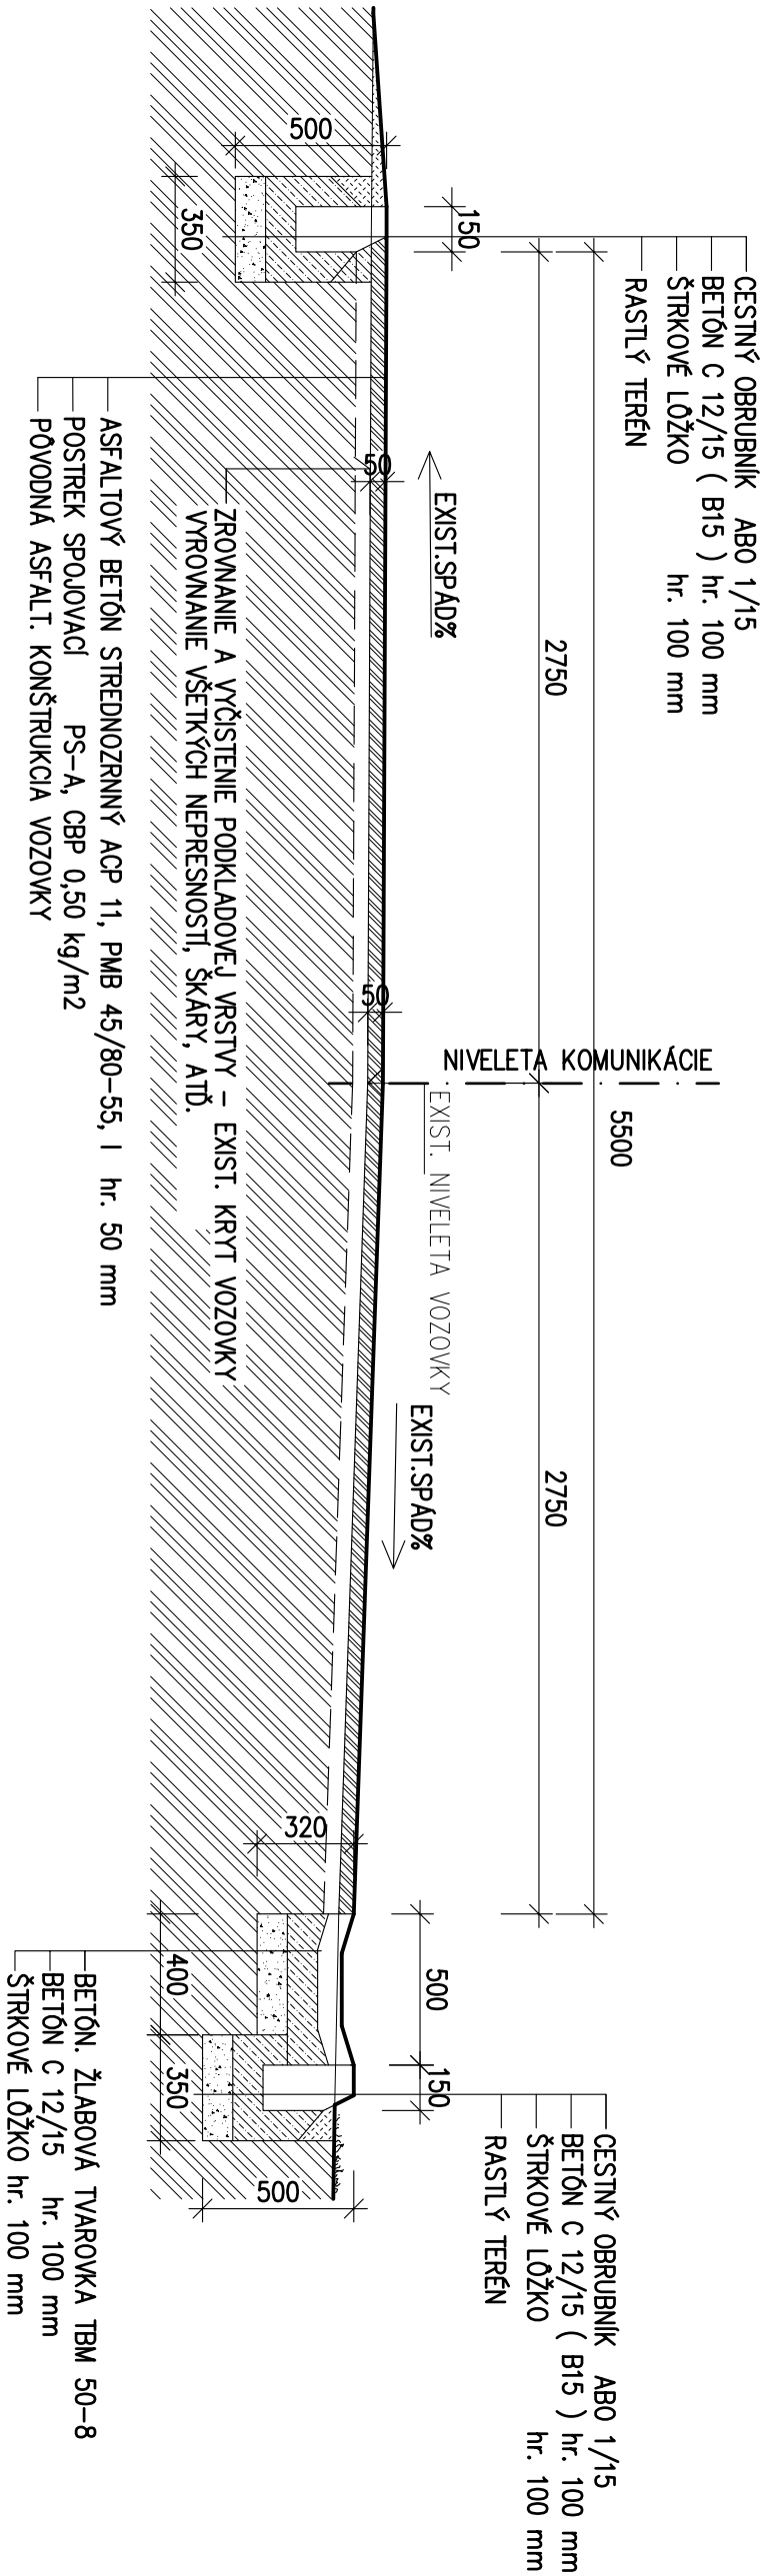 CESTNÝ OBRUBNÍK ABO 1/15
BETÓN C 12/15 ( B15 ) hr. 100 mm
ŠTRKOVÉ LÔŽKO hr. 100 mm
RASTLÝ TERÉN
CESTNÝ OBRUBNÍK ABO 1/15
BETÓN C 12/15 ( B15 ) hr. 100 mm
ŠTRKOVÉ LÔŽKO hr. 100 mm
RASTLÝ TERÉN
5500
2750
2750
NIVELETA KOMUNIKÁCIE
EXIST. NIVELETA VOZOVKY
EXIST.SPÁD%
EXIST.SPÁD%
150
500
350
50
50
320
500
150
400
350
500
ZROVNANIE A VYČISTENIE PODKLADOVEJ VRSTVY - EXIST. KRYT VOZOVKY
VYROVNANIE VŠETKÝCH NEPRESNOSTÍ, ŠKÁRY, ATĎ.
ASFALTOVÝ BETÓN STREDNOZRNNÝ ACP 11, PMB 45/80-55, I hr. 50 mm
POSTREK SPOJOVACÍ PS-A, CBP 0,50 kg/m2
PÔVODNÁ ASFALT. KONŠTRUKCIA VOZOVKY
BETÓN. ŽLABOVÁ TVAROVKA TBM 50-8
BETÓN C 12/15 hr. 100 mm
ŠTRKOVÉ LÔŽKO hr. 100 mm